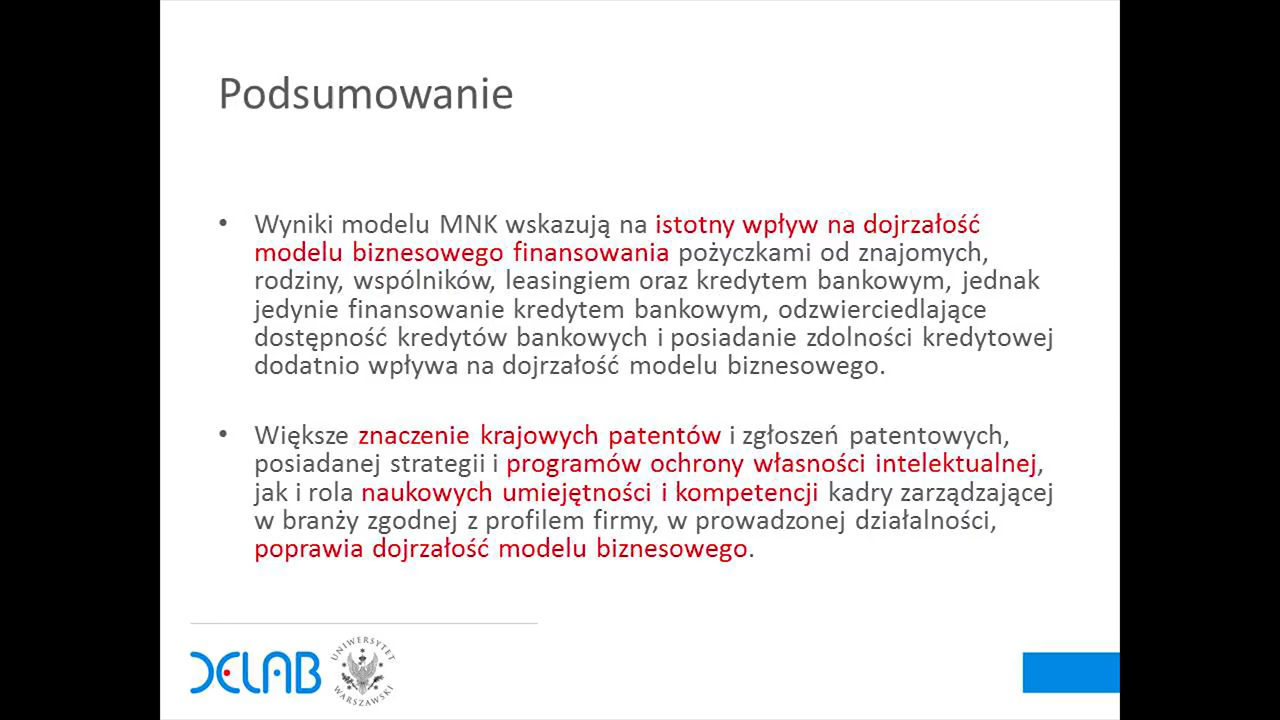 Podsumowanie
• Wyniki modelu MNK wskazują na istotny wpływ na dojrzałość
modelu biznesowego finansowania pożyczkami od znajomych,
rodziny, wspólników, leasingiem oraz kredytem bankowym, jednak
jedynie finansowanie kredytem bankowym, odzwierciedlające
dostępność kredytów bankowych i posiadanie zdolności kredytowej
dodatnio wpływa na dojrzałość modelu biznesowego.
• Większe znaczenie krajowych patentów i zgłoszeń patentowych,
posiadanej strategii i programów ochrony własności intelektualnej,
jak i rola naukowych umiejętności i kompetencji kadry zarządzającej
w branży zgodnej z profilem firmy, w prowadzonej działalności,
poprawia dojrzałość modelu biznesowego.
DELAB
UNIWERSYTET
WARSZAWSKI